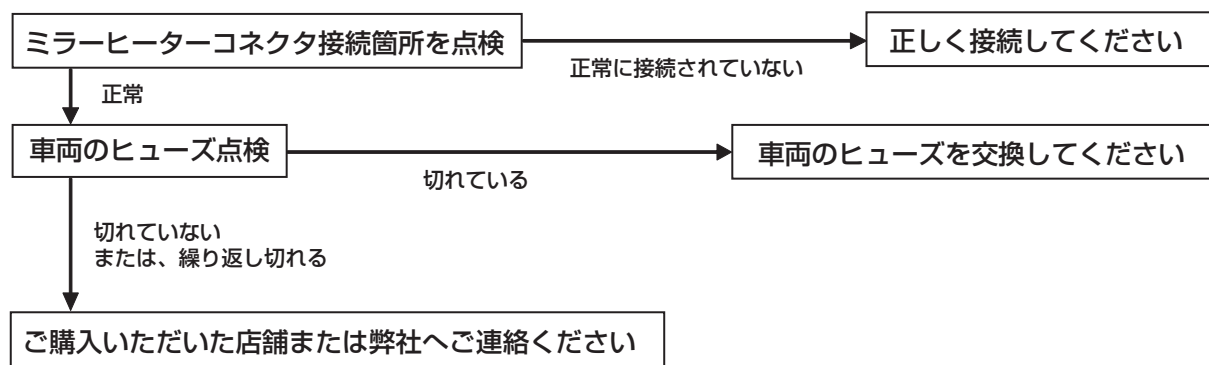 ミラーヒーターコネクタ接続箇所を点検
正しく接続してください
正常に接続されていない
正常
車両のヒューズ点検
車両のヒューズを交換してください
切れている
切れていない
または、繰り返し切れる
ご購入いただいた店舗または弊社へご連絡ください